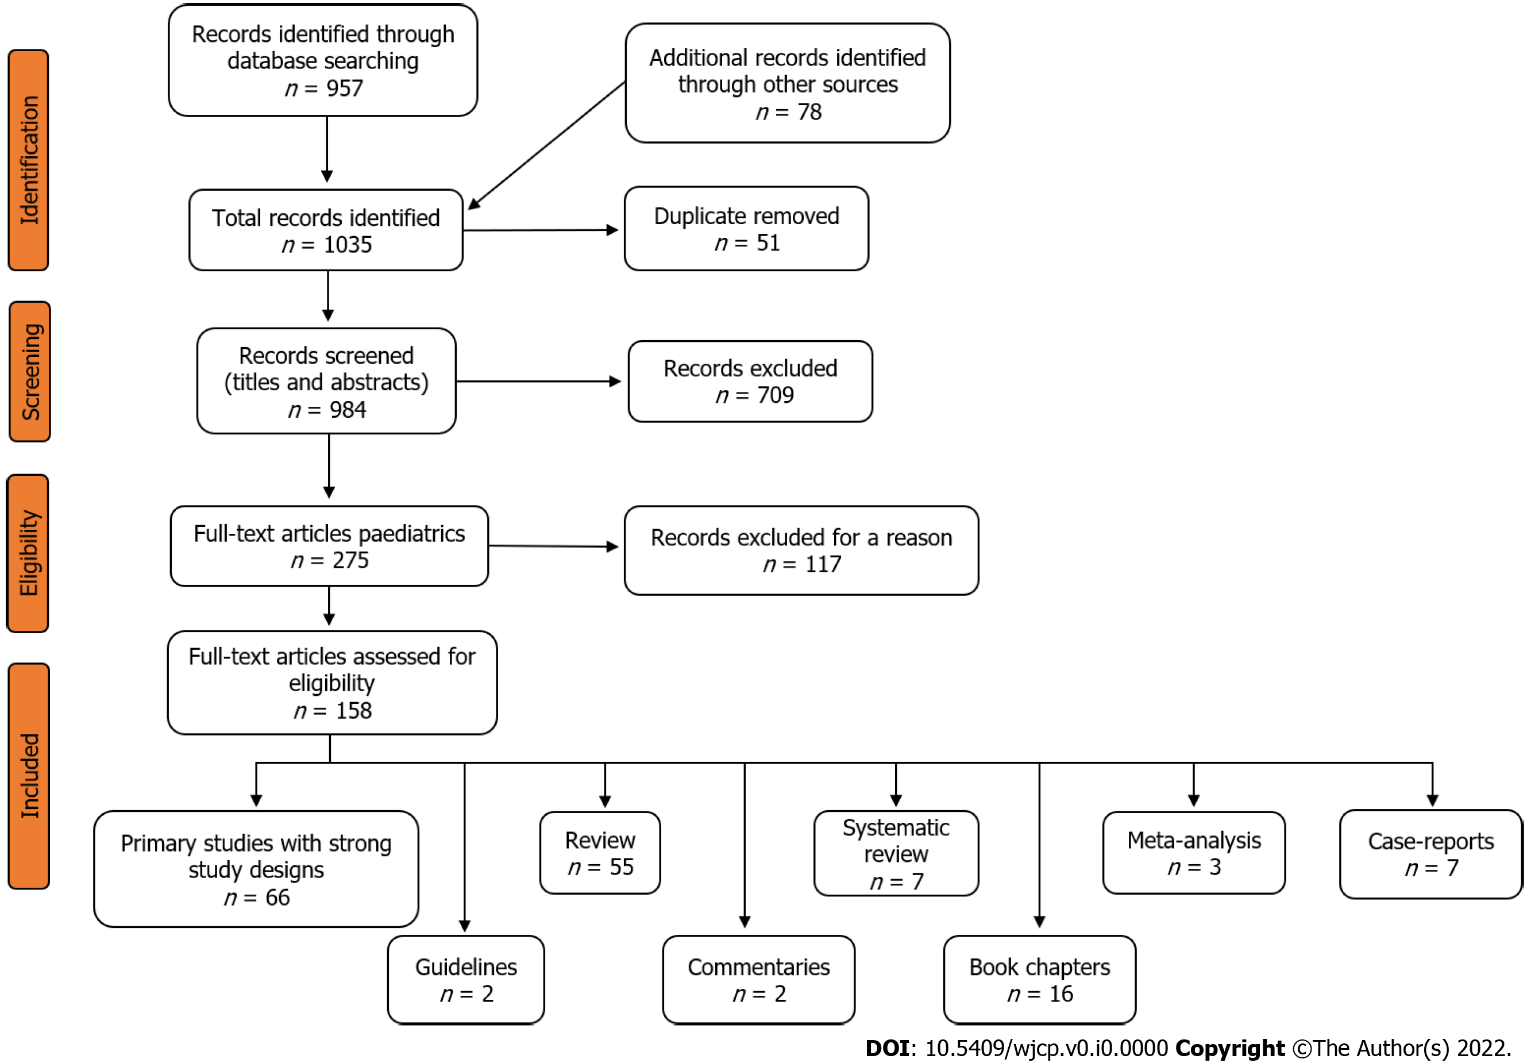 Identification
Records identified through
database searching
n = 957
Additional records identified
through other sources
n = 78
Total records identified
n = 1035
Duplicate removed
n = 51
Screening
Records screened
(titles and abstracts)
n = 984
Records excluded
n = 709
Eligibility
Full-text articles paediatrics
n = 275
Records excluded for a reason
n = 117
Full-text articles assessed for
eligibility
n = 158
Included
Primary studies with strong
study designs
n = 66
Review
n = 55
Systematic
review
n = 7
Meta-analysis
n = 3
Case-reports
n = 7
Guidelines
n = 2
Commentaries
n = 2
Book chapters
n = 16
DOI: 10.5409/wjcp.v0.i0.0000 Copyright ©The Author(s) 2022.